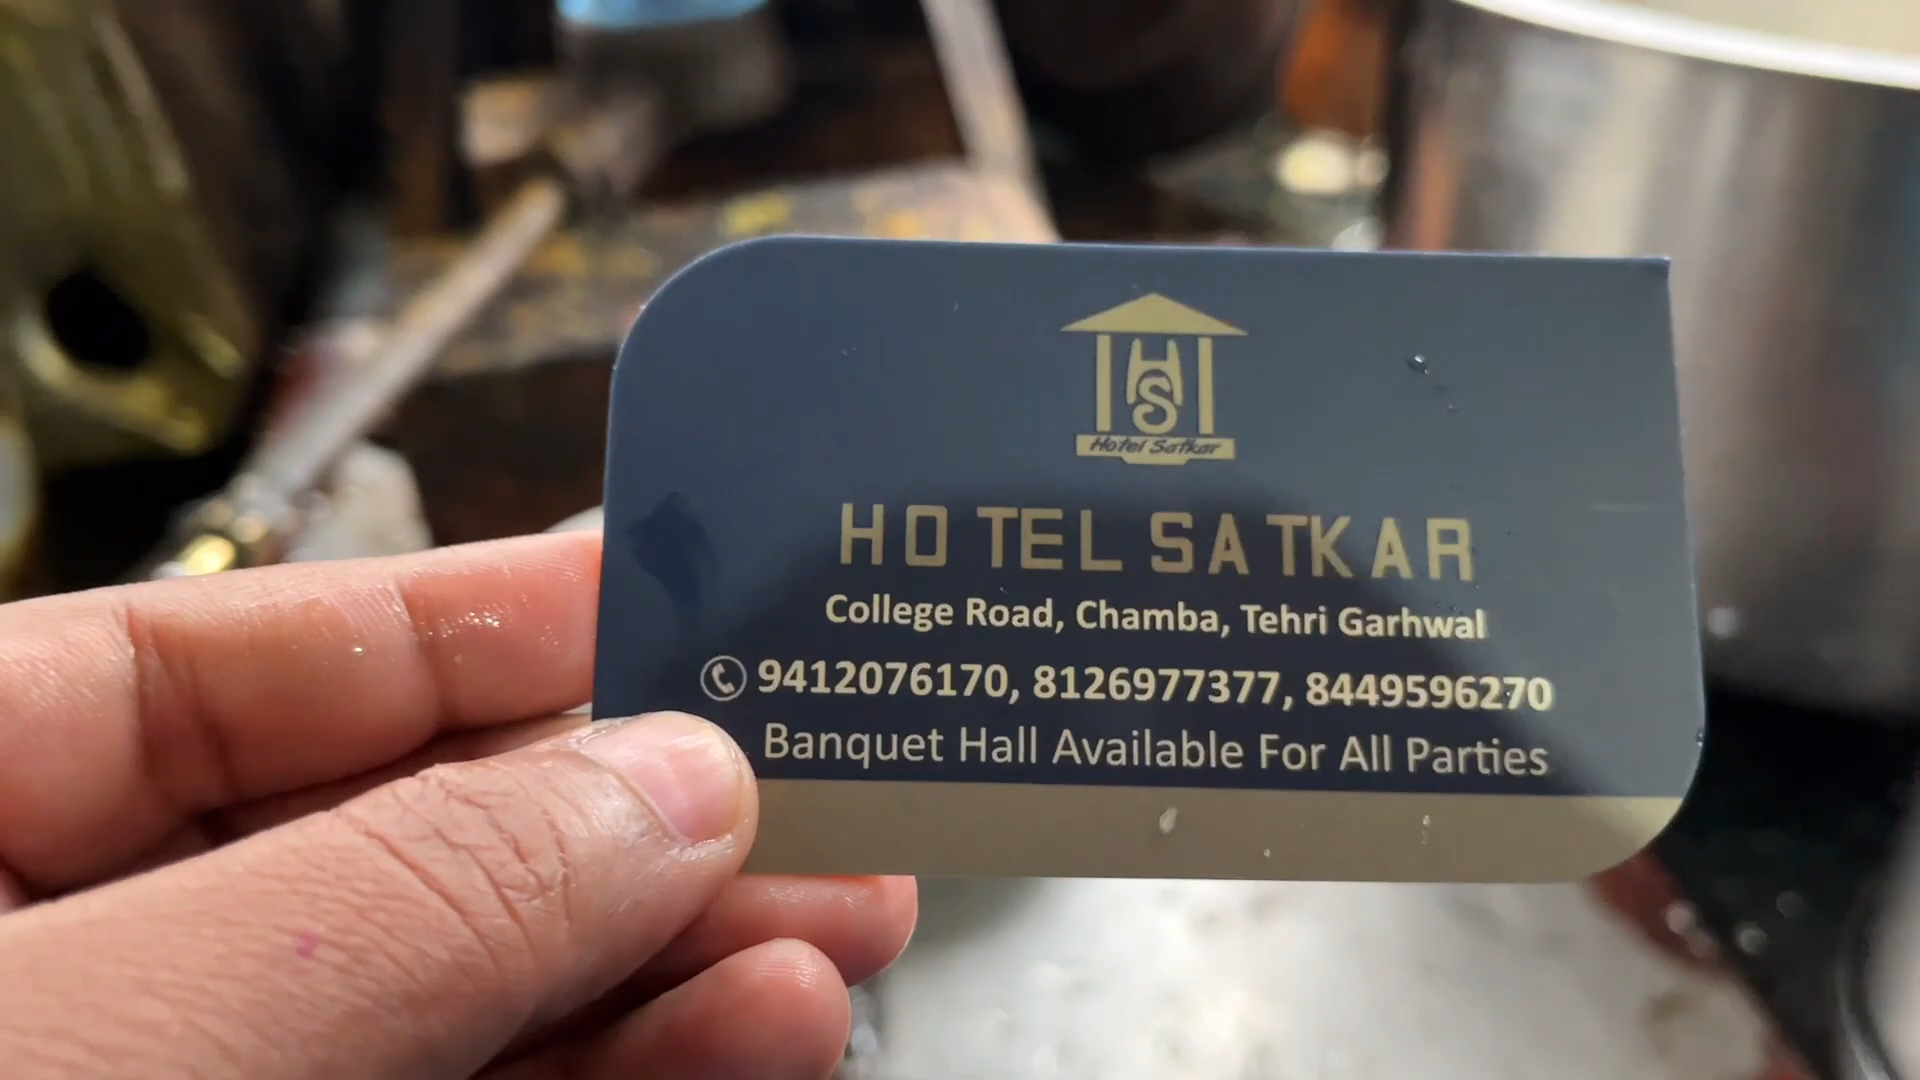 HS
Hotel Satkar
HOTEL SATKAR
College Road, Chamba, Tehri Garhwal
9412076170, 8126977377, 8449596270
Banquet Hall Available For All Parties